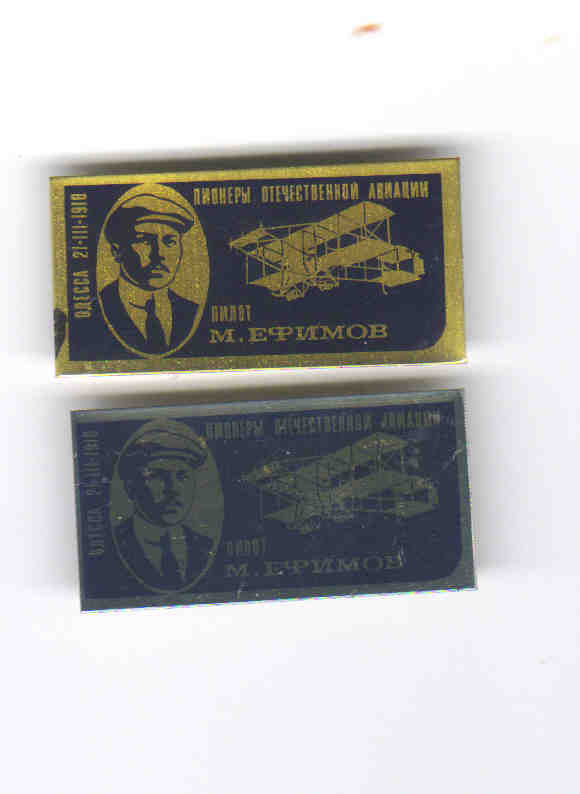 ПИОНЕРЫ ОТЕЧЕСТВЕННОЙ АВИАЦИИ
ОДЕССА 21-III-1910
ПИЛОТ
М. ЕФИМОВ
ПИОНЕРЫ ОТЕЧЕСТВЕННОЙ АВИАЦИИ
ОДЕССА 21-III-1910
ПИЛОТ
М. ЕФИМОВ